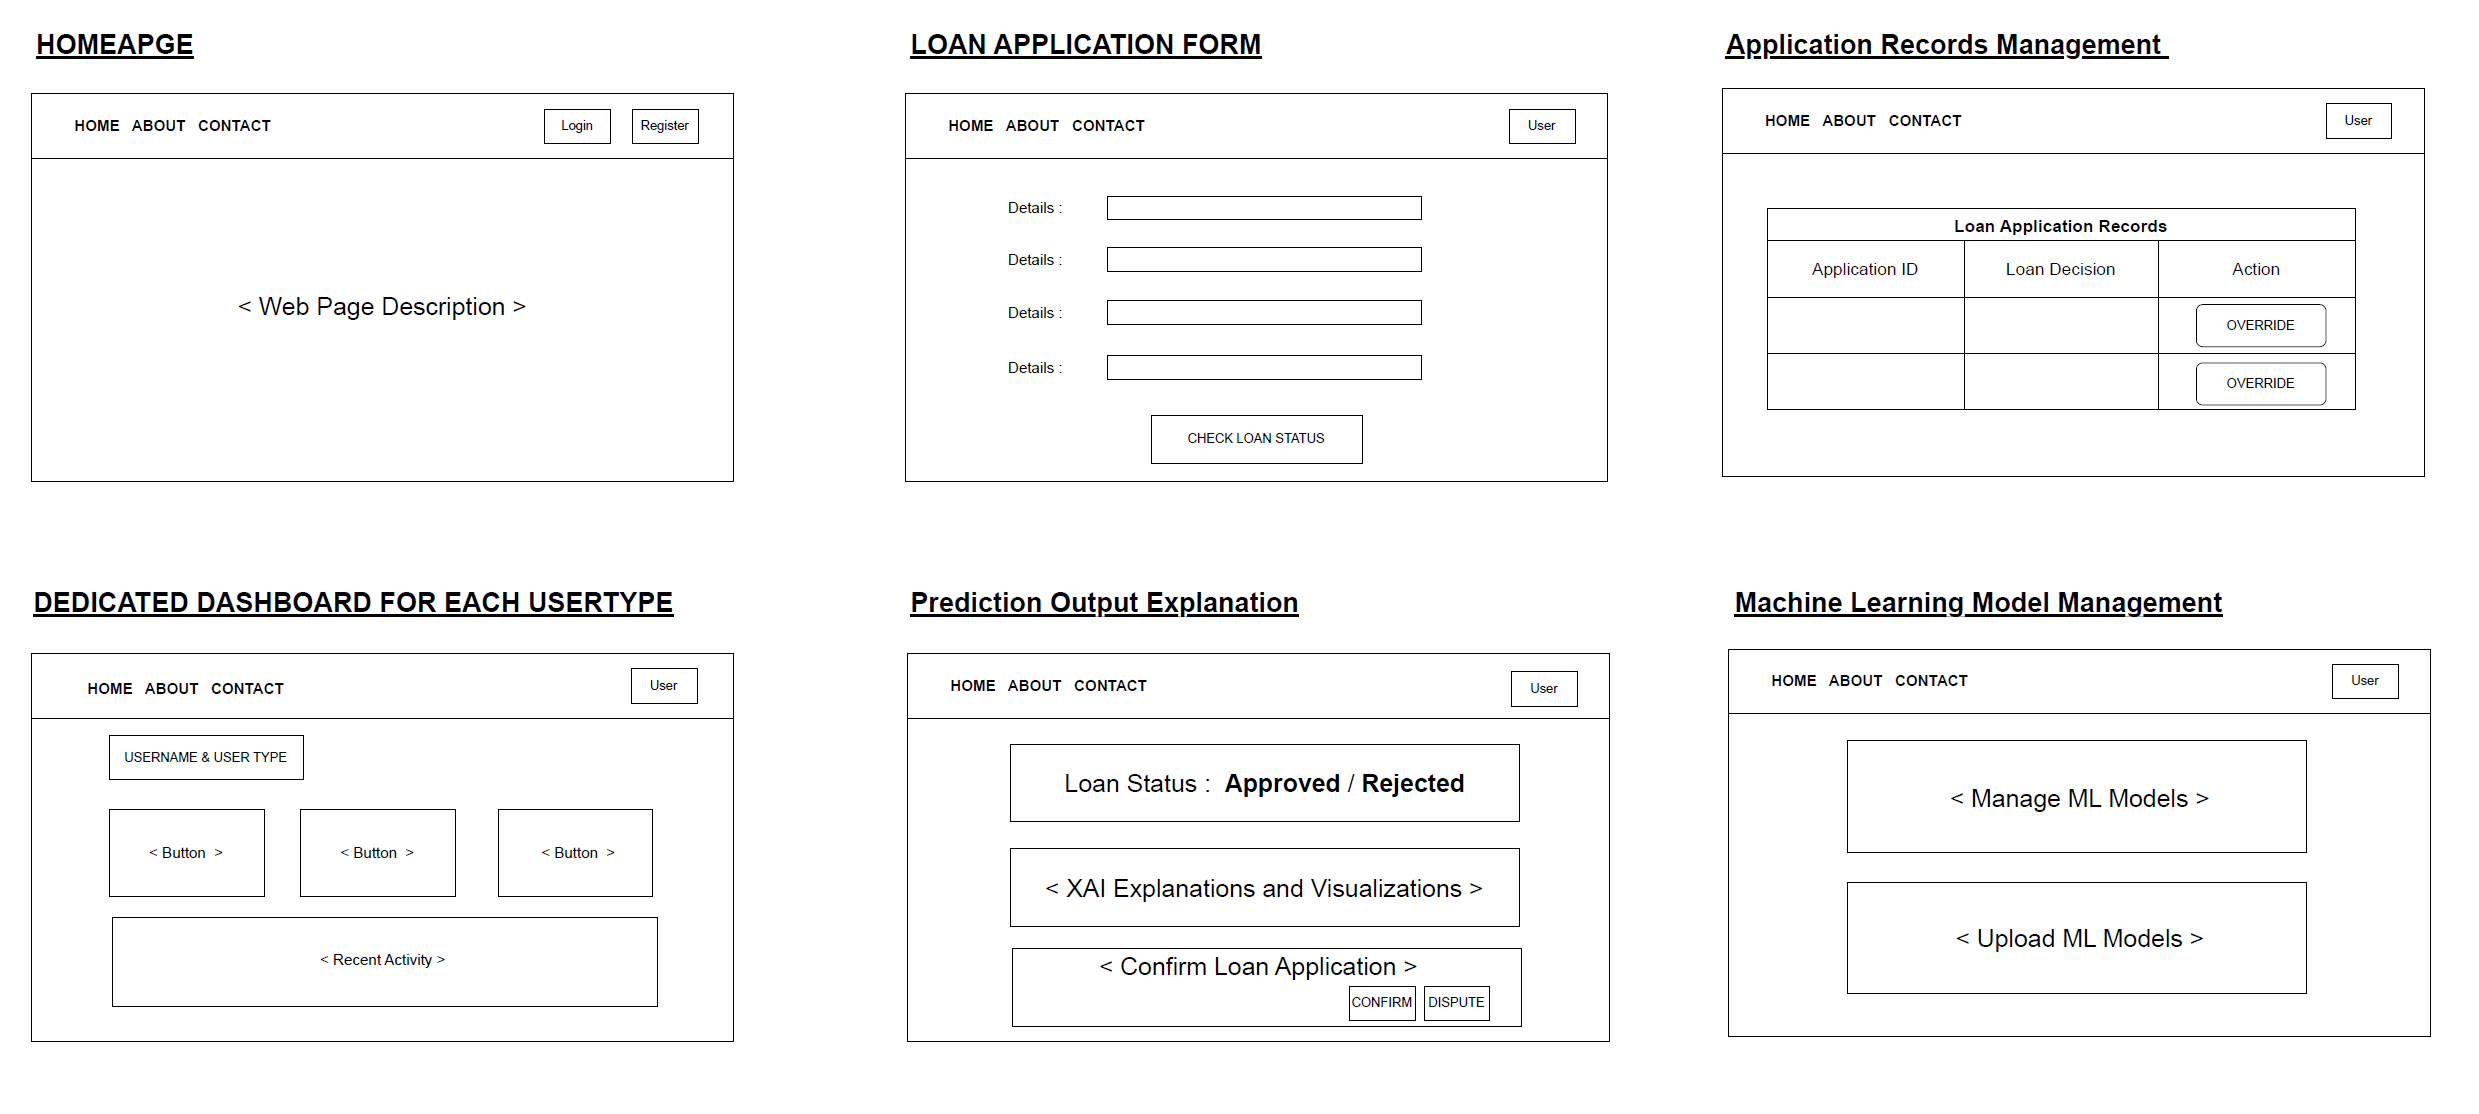 HOMEAPGE
HOME ABOUT CONTACT
Login
Register
< Web Page Description >
LOAN APPLICATION FORM
HOME ABOUT CONTACT
User
Details :
Details :
Details :
Details :
CHECK LOAN STATUS
Application Records Management
HOME ABOUT CONTACT
User
Loan Application Records
Application ID
Loan Decision
Action
OVERRIDE
OVERRIDE
DEDICATED DASHBOARD FOR EACH USERTYPE
HOME ABOUT CONTACT
User
USERNAME & USER TYPE
< Button >
< Button >
< Button >
< Recent Activity >
Prediction Output Explanation
HOME ABOUT CONTACT
User
Loan Status : Approved / Rejected
< XAI Explanations and Visualizations >
< Confirm Loan Application >
CONFIRM
DISPUTE
Machine Learning Model Management
HOME ABOUT CONTACT
User
< Manage ML Models >
< Upload ML Models >